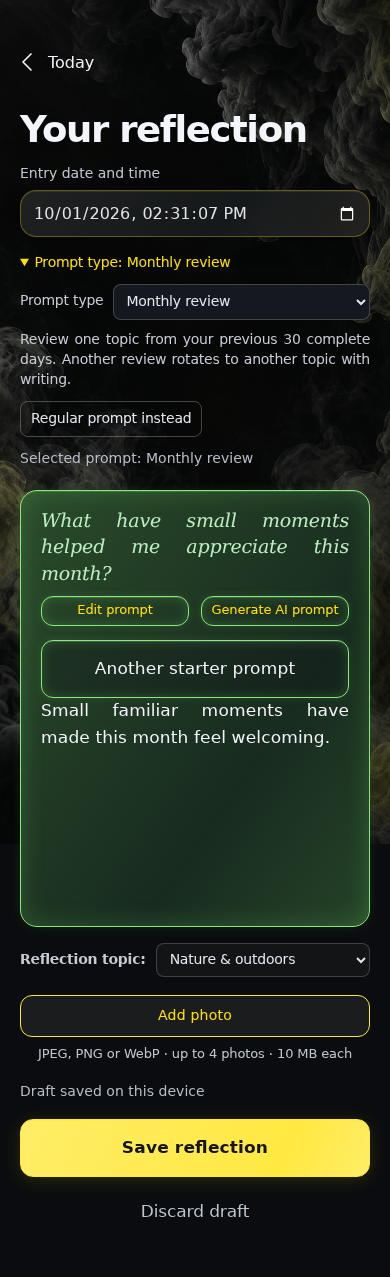 Today
Your reflection
Entry date and time
10/01/2026, 02:31:07 PM
▼ Prompt type: Monthly review
Prompt type
Monthly review
Review one topic from your previous 30 complete
days. Another review rotates to another topic with
writing.
Regular prompt instead
Selected prompt: Monthly review
What have small moments
helped me appreciate this
month?
Edit prompt
Generate AI prompt
Another starter prompt
Small familiar moments have
made this month feel welcoming.
Reflection topic:
Nature & outdoors
Add photo
JPEG, PNG or WebP · up to 4 photos · 10 MB each
Draft saved on this device
Save reflection
Discard draft